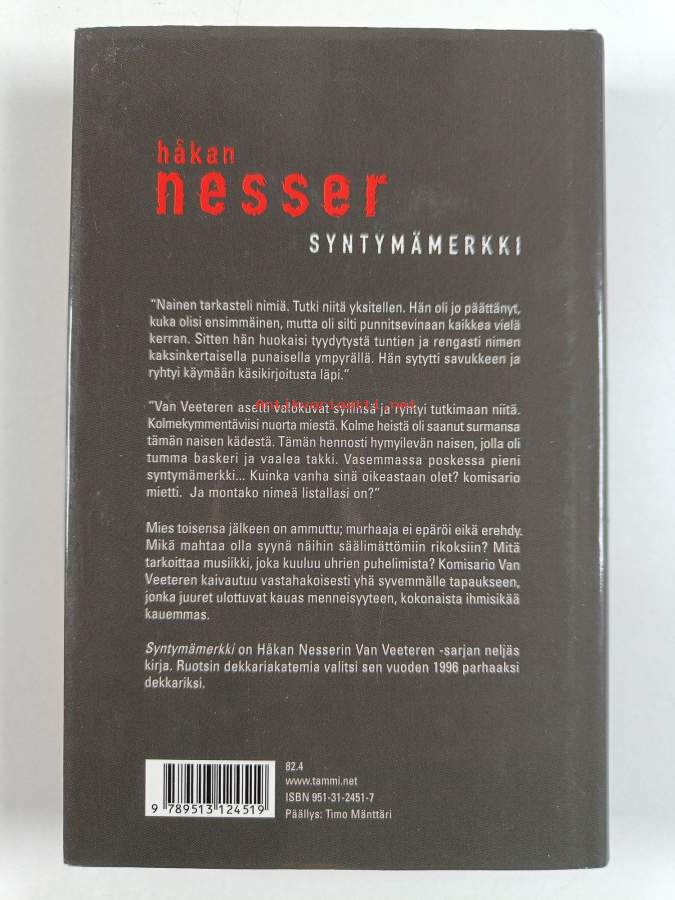 håkan
nesser
SYNTYMÄMERKKI
"Nainen tarkasteli nimiä. Tutki niitä yksitellen. Hän oli jo päättänyt,
kuka olisi ensimmäinen, mutta oli silti punnitsevinaan kaikkea vielä
kerran. Sitten hän huokaisi tyydytystä tuntien ja rengasti nimen
kaksinkertaisella punaisella ympyrällä. Hän sytytti savukkeen ja
ryhtyi käymään käsikirjoitusta läpi."
Antikvariaatti.net
"Van Veeteren asetti valokuvat syliinsä ja ryhtyi tutkimaan niitä.
Kolmekymmentäviisi nuorta miestä. Kolme heistä oli saanut surmansa
tämän naisen kädestä. Tämän hennosti hymyilevän naisen, jolla oli
tumma baskeri ja vaalea takki. Vasemmassa poskessa pieni
syntymämerkki... Kuinka vanha sinä oikeastaan olet? komisario
mietti. Ja montako nimeä listallasi on?"
Mies toisensa jälkeen on ammuttu; murhaaja ei epäröi eikä erehdy.
Mikä mahtaa olla syynä näihin säälimättömiin rikoksiin? Mitä
tarkoittaa musiikki, joka kuuluu uhrien puhelimista? Komisario Van
Veeteren kaivautuu vastahakoisesti yhä syvemmälle tapaukseen,
jonka juuret ulottuvat kauas menneisyyteen, kokonaista ihmisikää
kauemmas.
Syntymämerkki on Håkan Nesserin Van Veeteren -sarjan neljäs
kirja. Ruotsin dekkariakatemia valitsi sen vuoden 1996 parhaaksi
dekkariksi.
82.4
www.tammi.net
ISBN 951-31-2451-7
Päällys: Timo Mänttäri
9 789513 124519